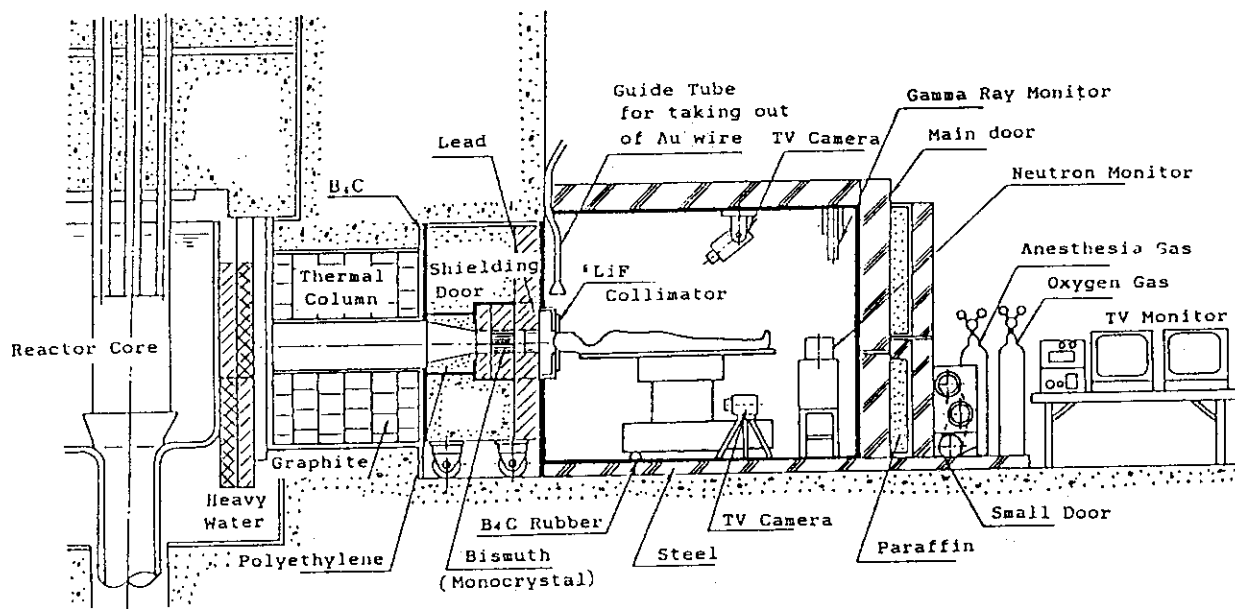 Guide Tube
for taking out
of Au wire
TV Camera
Gamma Ray Monitor
Main door
Neutron Monitor
Lead
B₄C
Anesthesia Gas
Oxygen Gas
TV Monitor
Thermal
Column
Shielding
Door
⁶LiF
Collimator
Reactor Core
Graphite
Heavy
Water
Polyethylene
Bismuth
(Monocrystal)
B₄C Rubber
Steel
TV Camera
Paraffin
Small Door